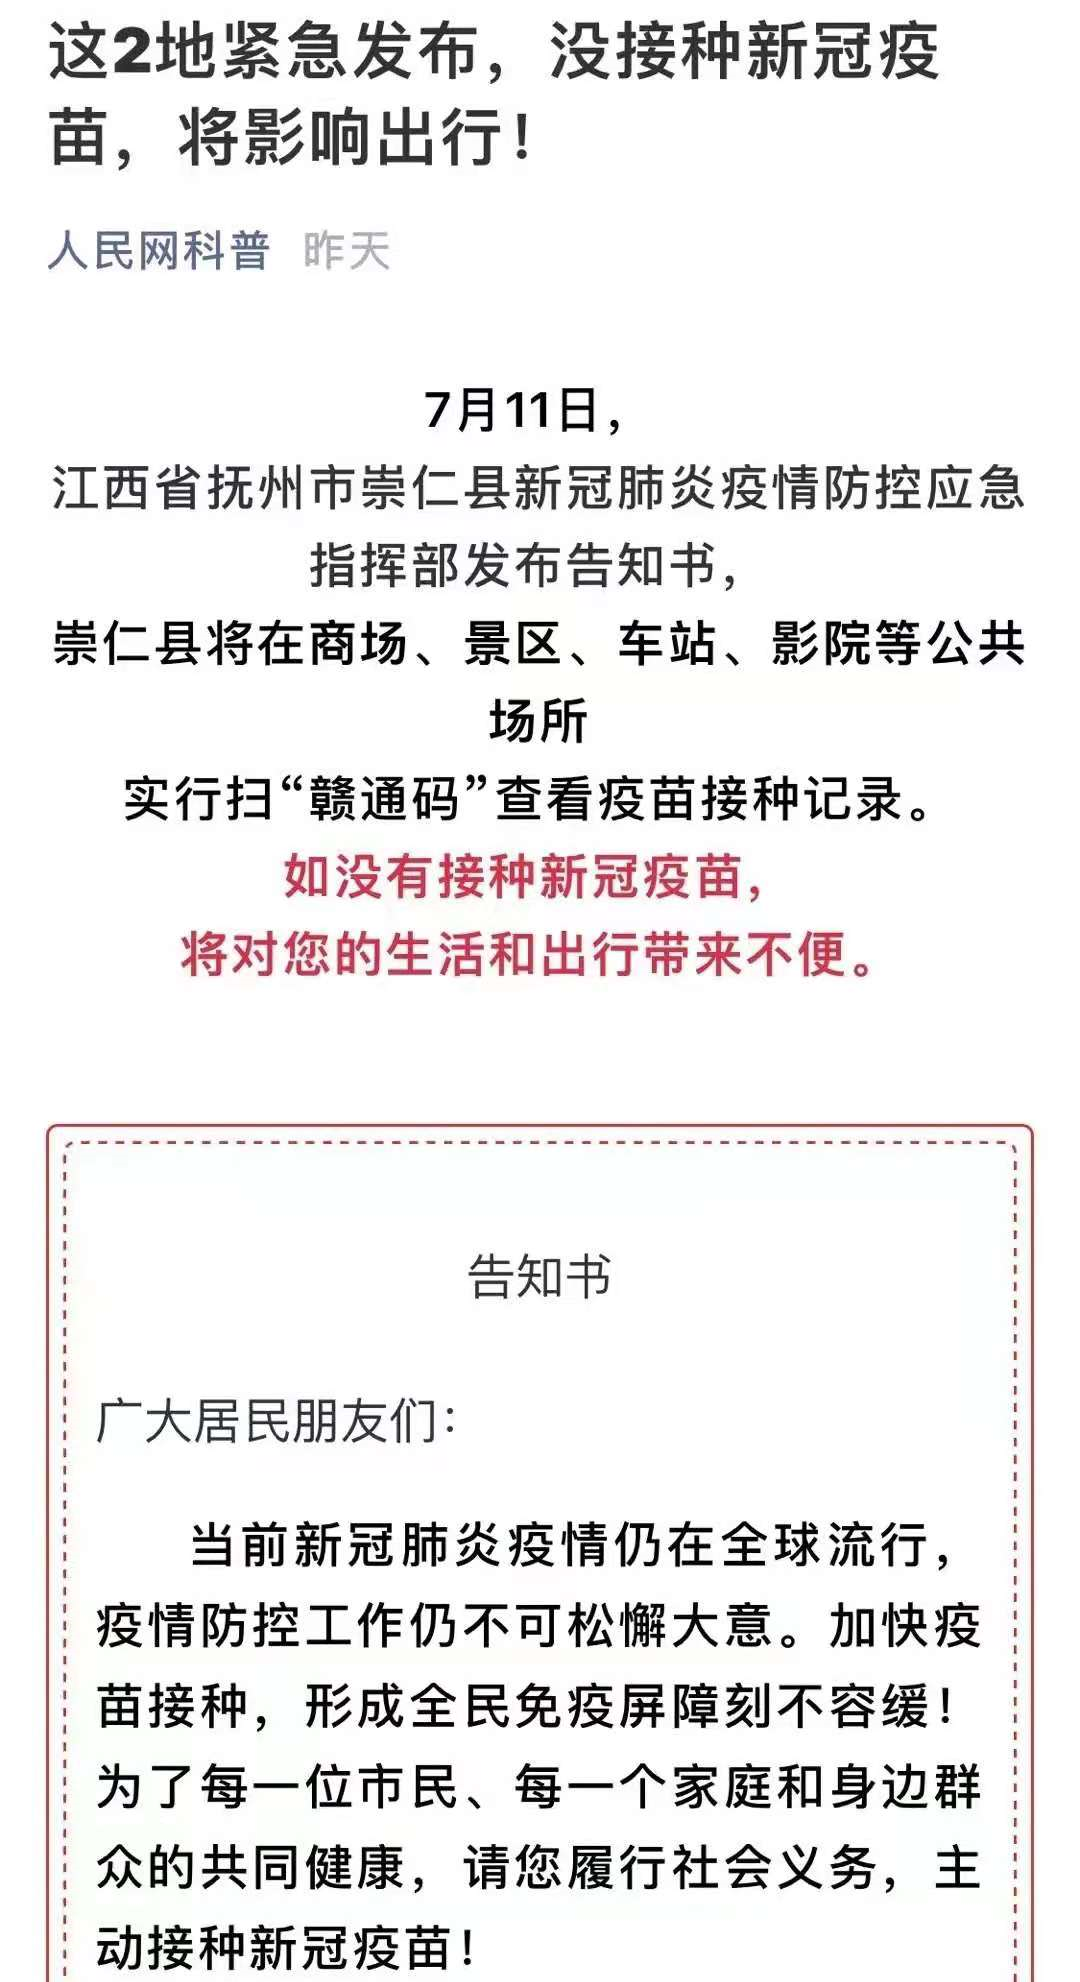 这2地紧急发布，没接种新冠疫
苗，将影响出行！
人民网科普 昨天
7月11日，
江西省抚州市崇仁县新冠肺炎疫情防控应急
指挥部发布告知书，
崇仁县将在商场、景区、车站、影院等公共
场所
实行扫“赣通码”查看疫苗接种记录。
如没有接种新冠疫苗，
将对您的生活和出行带来不便。
告知书
广大居民朋友们：
当前新冠肺炎疫情仍在全球流行，
疫情防控工作仍不可松懈大意。加快疫
苗接种，形成全民免疫屏障刻不容缓！
为了每一位市民、每一个家庭和身边群
众的共同健康，请您履行社会义务，主
动接种新冠疫苗！